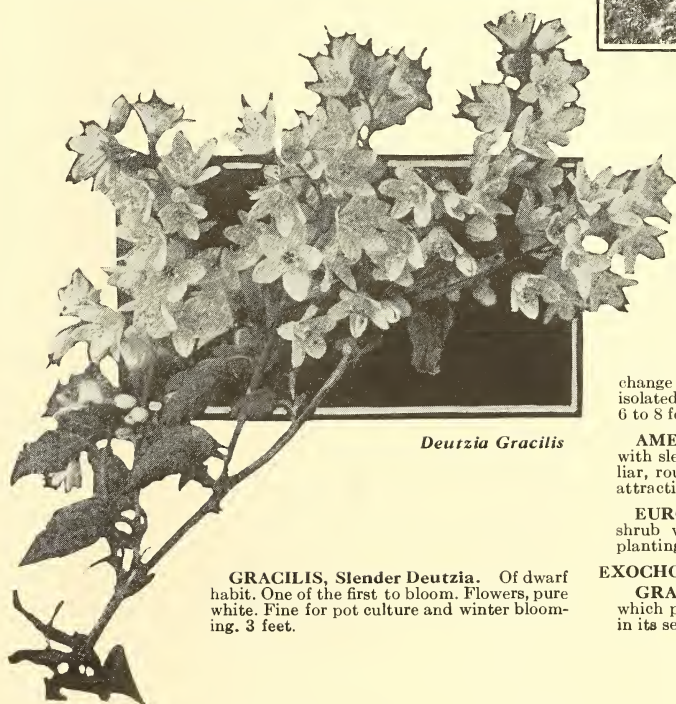 Deutzia Gracilis
GRACILIS, Slender Deutzia. Of dwarf
habit. One of the first to bloom. Flowers, pure
white. Fine for pot culture and winter bloom-
ing. 3 feet.
change
isolated
6 to 8 fe
AME
with sle
liar, rou
attracti
EUR
shrub v
planting
EXOCHO
GRA
which p
in its se